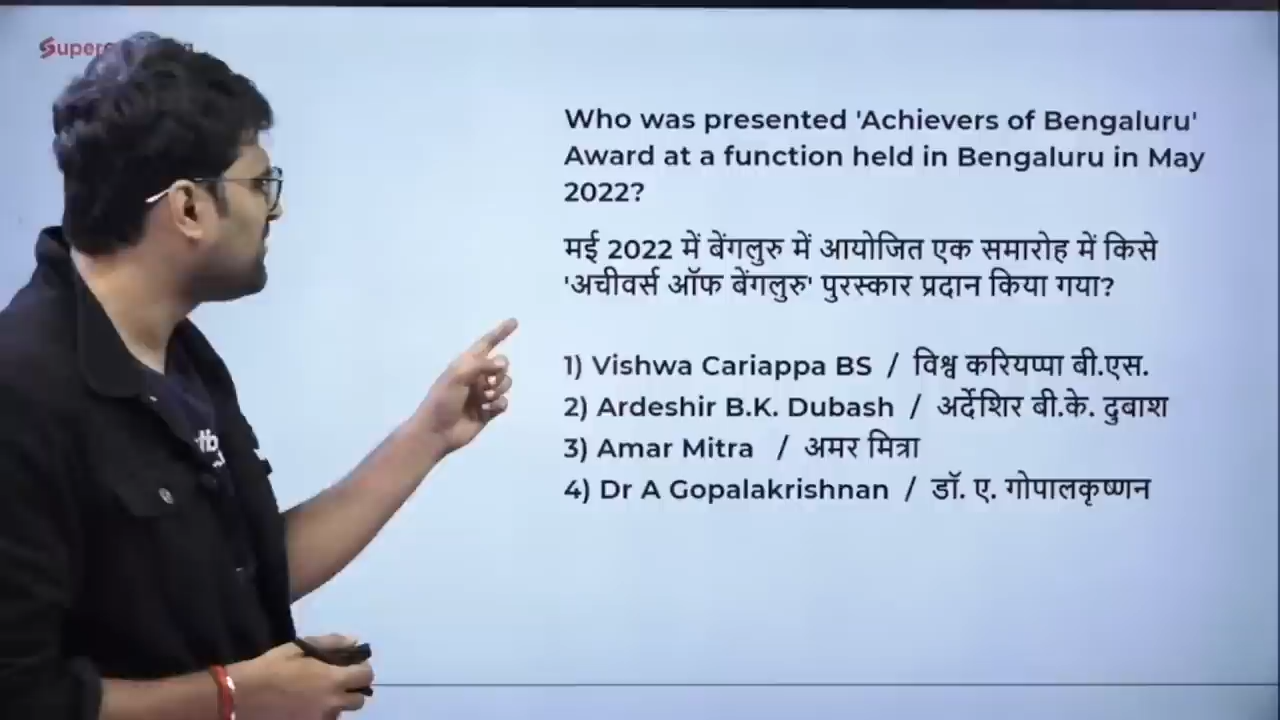 Who was presented 'Achievers of Bengaluru'
Award at a function held in Bengaluru in May
2022?
मई 2022 में बेंगलुरु में आयोजित एक समारोह में किसे
'अचीवर्स ऑफ बेंगलुरु' पुरस्कार प्रदान किया गया?
1) Vishwa Cariappa BS / विश्व करियप्पा बी.एस.
2) Ardeshir B.K. Dubash / अर्देशिर बी.के. दुबाश
3) Amar Mitra / अमर मित्रा
4) Dr A Gopalakrishnan / डॉ. ए. गोपालकृष्णन